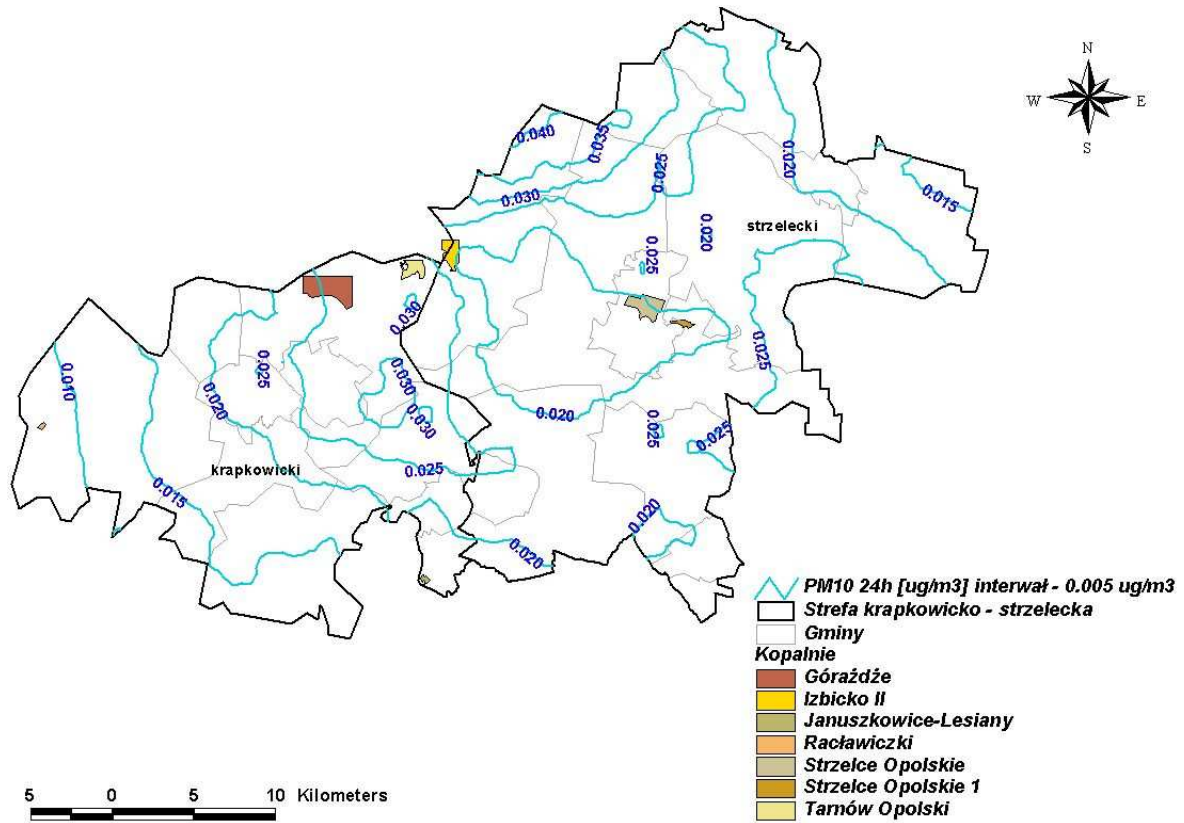 N
W E
S
0.040
0.035
0.030
0.025
0.020
0.015
strzelecki
0.020
0.025
0.030
0.025
0.010
0.025
0.030
0.020
0.030
0.020
0.025
0.025
0.025
krapkowicki
0.015
0.020
0.020
PM10 24h [ug/m3] interwał - 0.005 ug/m3
Strefa krapkowicko - strzelecka
Gminy
Kopalnie
Górażdże
Izbicko II
Januszkowice-Lesiany
Racławiczki
Strzelce Opolskie
Strzelce Opolskie 1
Tarnów Opolski
5 0 5 10 Kilometers